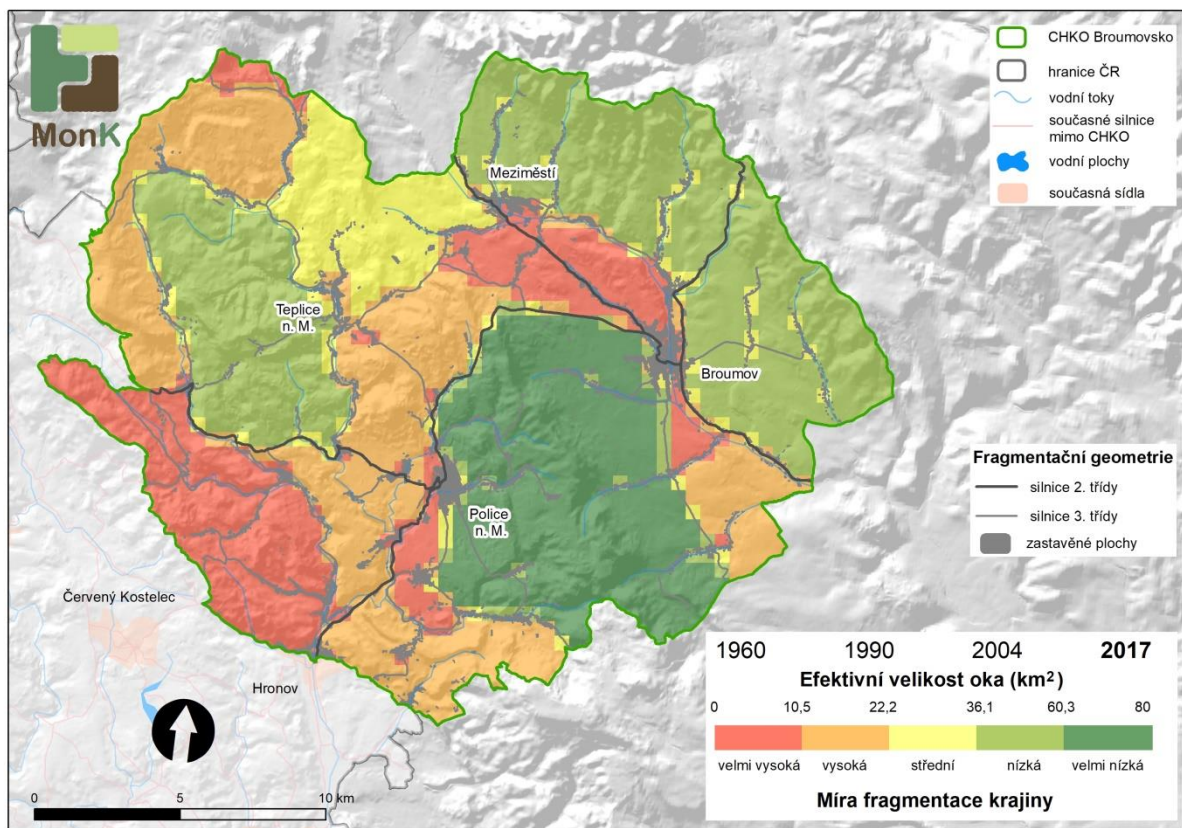 MonK
CHKO Broumovsko
hranice ČR
vodní toky
současné silnice
mimo CHKO
vodní plochy
současná sídla
Meziměstí
Teplice
n. M.
Broumov
Police
n. M.
Červený Kostelec
Hronov
Fragmentační geometrie
silnice 2. třídy
silnice 3. třídy
zastavěné plochy
1960 1990 2004 2017
Efektivní velikost oka (km²)
0 10,5 22,2 36,1 60,3 80
velmi vysoká vysoká střední nízká velmi nízká
Míra fragmentace krajiny
0 5 10 km